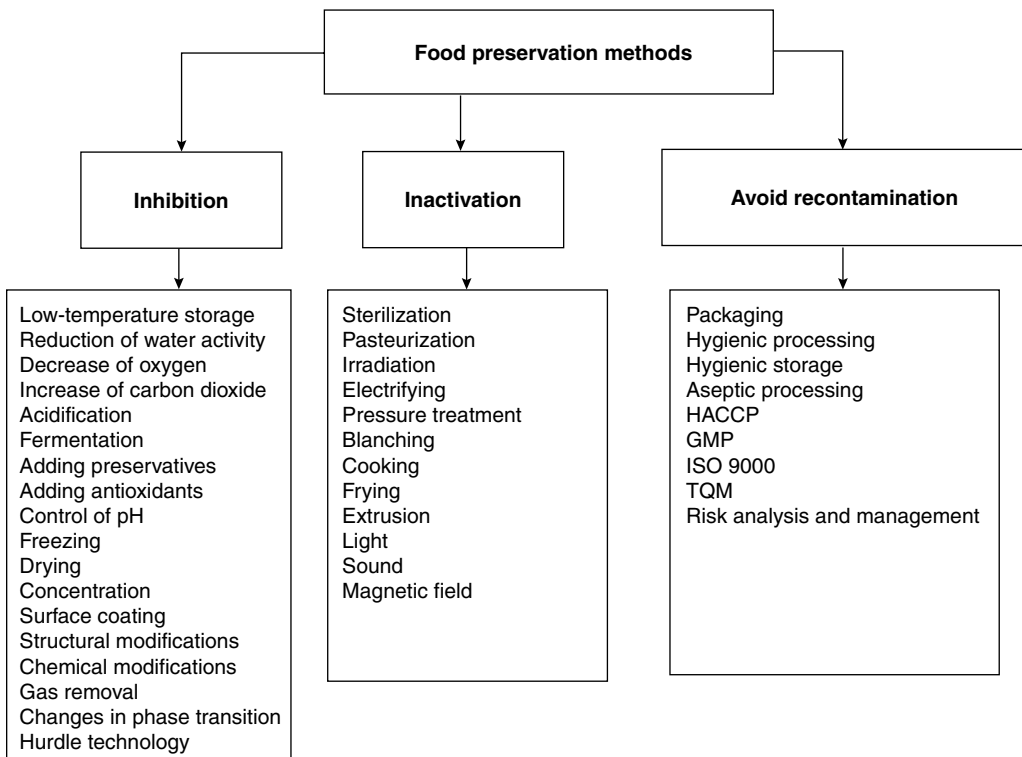 Food preservation methods
Inhibition
Inactivation
Avoid recontamination
Low-temperature storage
Reduction of water activity
Decrease of oxygen
Increase of carbon dioxide
Acidification
Fermentation
Adding preservatives
Adding antioxidants
Control of pH
Freezing
Drying
Concentration
Surface coating
Structural modifications
Chemical modifications
Gas removal
Changes in phase transition
Hurdle technology
Sterilization
Pasteurization
Irradiation
Electrifying
Pressure treatment
Blanching
Cooking
Frying
Extrusion
Light
Sound
Magnetic field
Packaging
Hygienic processing
Hygienic storage
Aseptic processing
HACCP
GMP
ISO 9000
TQM
Risk analysis and management